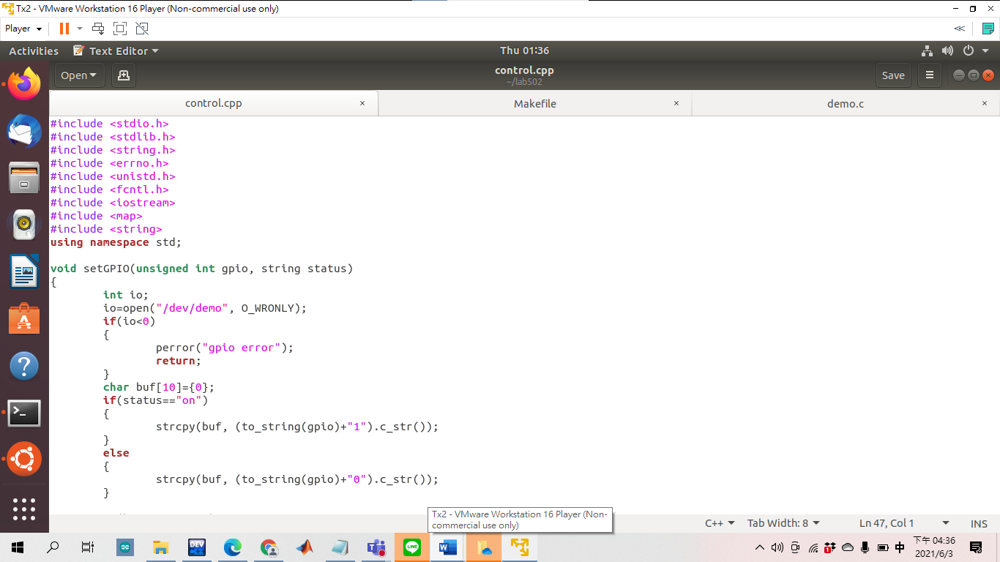 Tx2 - VMware Workstation 16 Player (Non-commercial use only)
Player
Activities
Text Editor
Thu 01:36
Open
control.cpp
~/lab502
Save
control.cpp
Makefile
demo.c
#include <stdio.h>
#include <stdlib.h>
#include <string.h>
#include <errno.h>
#include <unistd.h>
#include <fcntl.h>
#include <iostream>
#include <map>
#include <string>
using namespace std;
void setGPIO(unsigned int gpio, string status)
{
int io;
io=open("/dev/demo", O_WRONLY);
if(io<0)
{
perror("gpio error");
return;
}
char buf[10]={0};
if(status=="on")
{
strcpy(buf, (to_string(gpio)+"1").c_str());
}
else
{
strcpy(buf, (to_string(gpio)+"0").c_str());
}
Tx2 - VMware Workstation 16 Player (Non-
commercial use only)
C++
Tab Width: 8
Ln 47, Col 1
INS
DEV
LINE
中
下午 04:36
2021/6/3